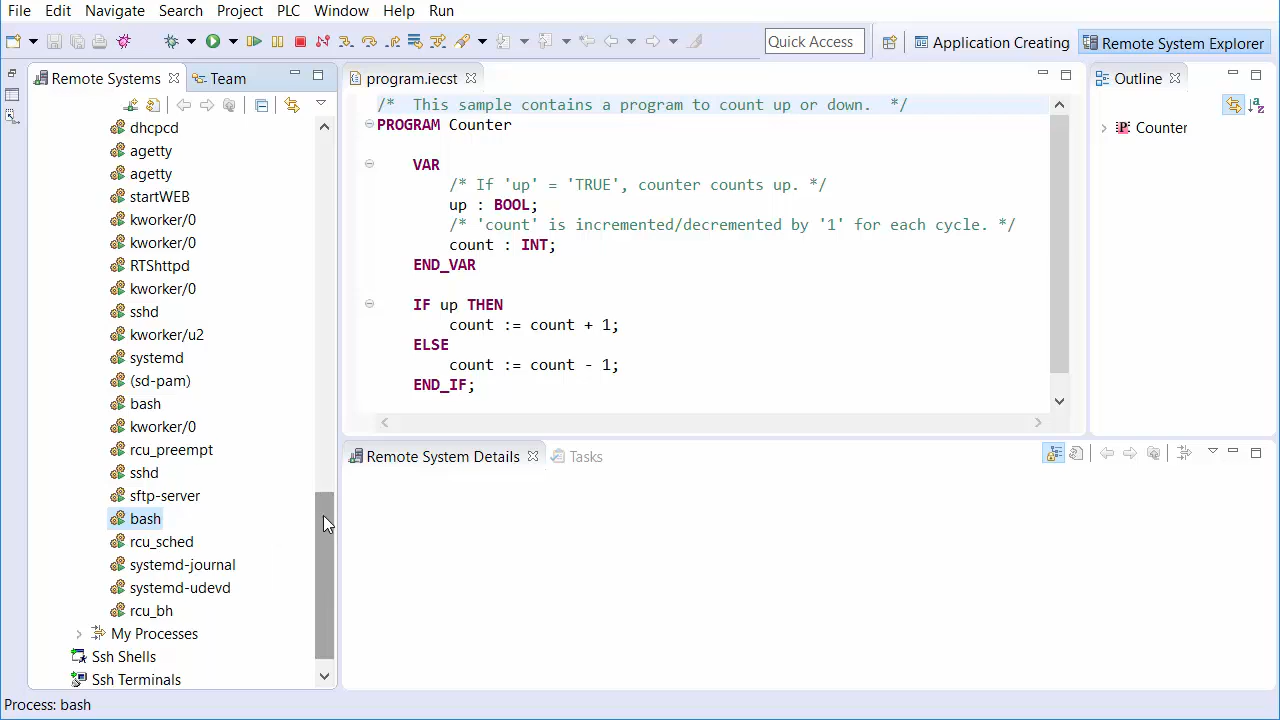 File Edit Navigate Search Project PLC Window Help Run
Quick Access
Application Creating
Remote System Explorer
Remote Systems
Team
dhcpcd
agetty
agetty
startWEB
kworker/0
kworker/0
RTShttpd
kworker/0
sshd
kworker/u2
systemd
(sd-pam)
bash
kworker/0
rcu_preempt
sshd
sftp-server
bash
rcu_sched
systemd-journal
systemd-udevd
rcu_bh
My Processes
Ssh Shells
Ssh Terminals
program.iecst
/*  This sample contains a program to count up or down.  */
PROGRAM Counter
VAR
/* If 'up' = 'TRUE', counter counts up. */
up : BOOL;
/* 'count' is incremented/decremented by '1' for each cycle. */
count : INT;
END_VAR
IF up THEN
count := count + 1;
ELSE
count := count - 1;
END_IF;
Outline
Counter
Remote System Details
Tasks
Process: bash